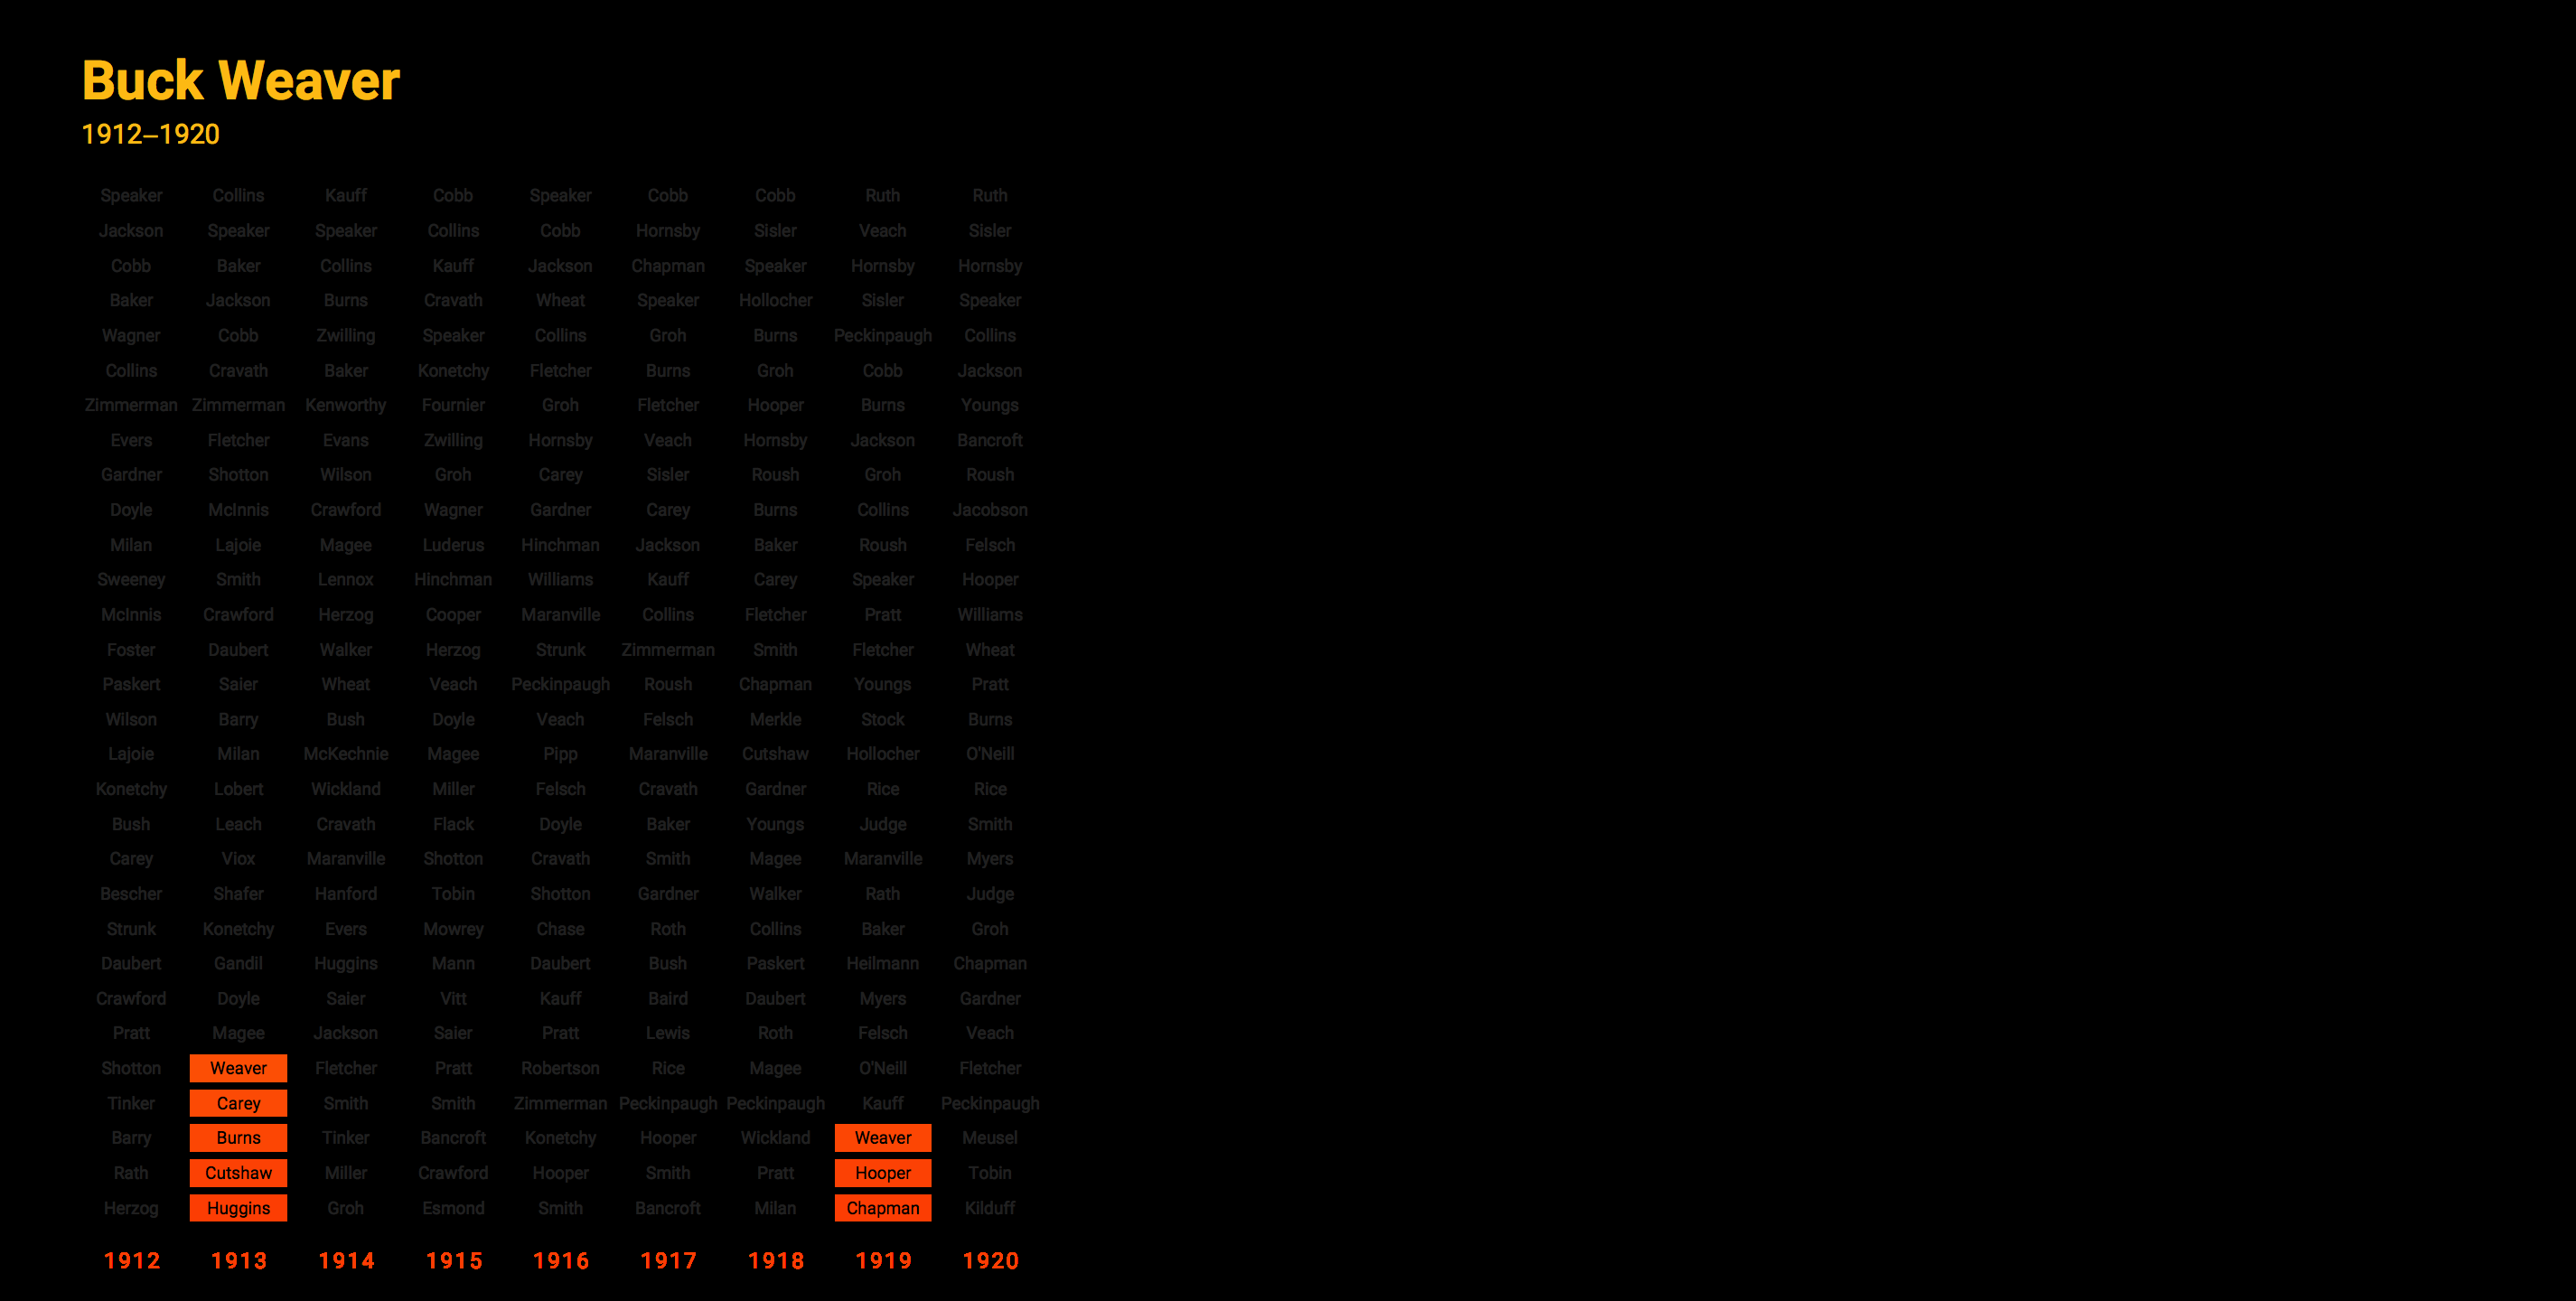 Buck Weaver
1912–1920
Speaker Collins Kauff Cobb Speaker Cobb Cobb Ruth Ruth
Jackson Speaker Speaker Collins Cobb Hornsby Sisler Veach Sisler
Cobb Baker Collins Kauff Jackson Chapman Speaker Hornsby Hornsby
Baker Jackson Burns Cravath Wheat Speaker Hollocher Sisler Speaker
Wagner Cobb Zwilling Speaker Collins Groh Burns Peckinpaugh Collins
Collins Cravath Baker Konetchy Fletcher Burns Groh Cobb Jackson
Zimmerman Zimmerman Kenworthy Fournier Groh Fletcher Hooper Burns Youngs
Evers Fletcher Evans Zwilling Hornsby Veach Hornsby Jackson Bancroft
Gardner Shotton Wilson Groh Carey Sisler Roush Groh Roush
Doyle McInnis Crawford Wagner Gardner Carey Burns Collins Jacobson
Milan Lajoie Magee Luderus Hinchman Jackson Baker Roush Felsch
Sweeney Smith Lennox Hinchman Williams Kauff Carey Speaker Hooper
McInnis Crawford Herzog Cooper Maranville Collins Fletcher Pratt Williams
Foster Daubert Walker Herzog Strunk Zimmerman Smith Fletcher Wheat
Paskert Saier Wheat Veach Peckinpaugh Roush Chapman Youngs Pratt
Wilson Barry Bush Doyle Veach Felsch Merkle Stock Burns
Lajoie Milan McKechnie Magee Pipp Maranville Cutshaw Hollocher O'Neill
Konetchy Lobert Wickland Miller Felsch Cravath Gardner Rice Rice
Bush Leach Cravath Flack Doyle Baker Youngs Judge Smith
Carey Viox Maranville Shotton Cravath Smith Magee Maranville Myers
Bescher Shafer Hanford Tobin Shotton Gardner Walker Rath Judge
Strunk Konetchy Evers Mowrey Chase Roth Collins Baker Groh
Daubert Gandil Huggins Mann Daubert Bush Paskert Heilmann Chapman
Crawford Doyle Saier Vitt Kauff Baird Daubert Myers Gardner
Pratt Magee Jackson Saier Pratt Lewis Roth Felsch Veach
Shotton Weaver Fletcher Pratt Robertson Rice Magee O'Neill Fletcher
Tinker Carey Smith Smith Zimmerman Peckinpaugh Peckinpaugh Kauff Peckinpaugh
Barry Burns Tinker Bancroft Konetchy Hooper Wickland Weaver Meusel
Rath Cutshaw Miller Crawford Hooper Smith Pratt Hooper Tobin
Herzog Huggins Groh Esmond Smith Bancroft Milan Chapman Kilduff
1912 1913 1914 1915 1916 1917 1918 1919 1920